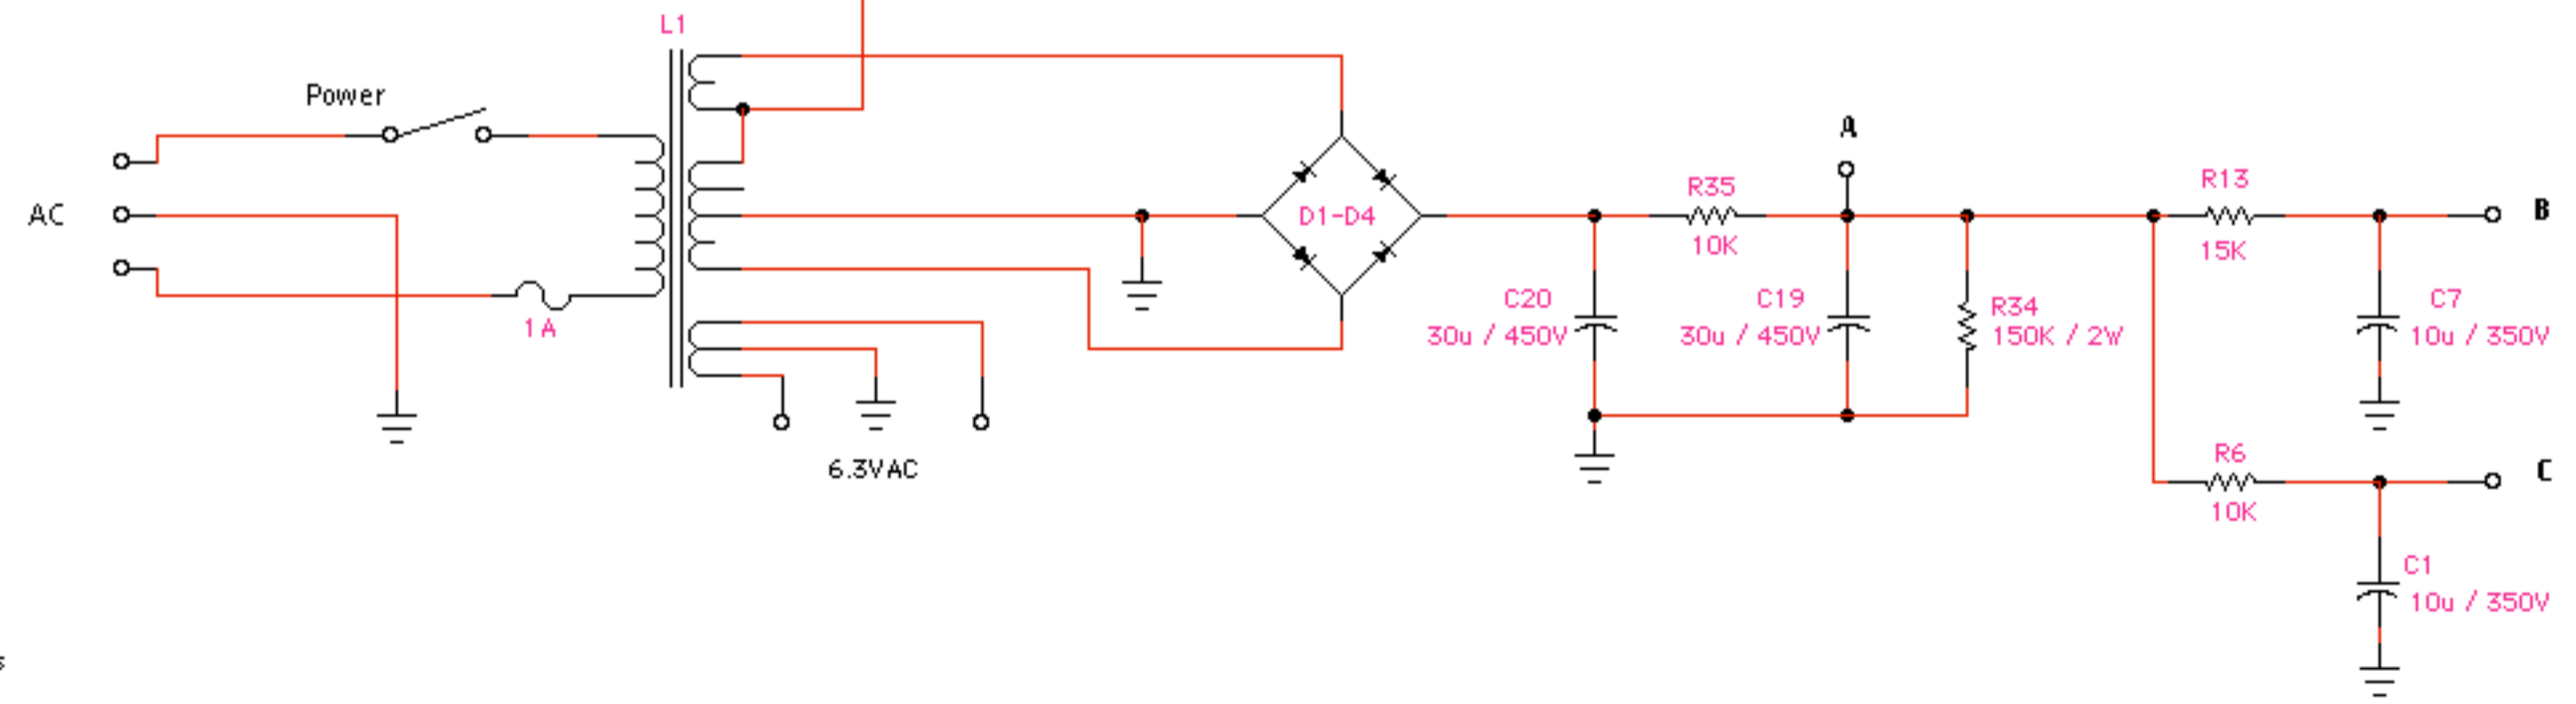 L1
Power
A
R35
R13
AC
D1-D4
B
10K
15K
C20
C19
R34
C7
1A
30u / 450V
30u / 450V
150K / 2W
10u / 350V
6.3VAC
R6
C
10K
C1
10u / 350V
s